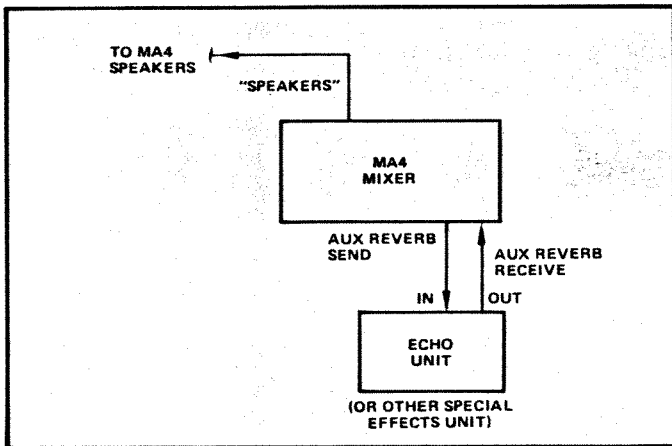 TO MA4
SPEAKERS
"SPEAKERS"
MA4
MIXER
AUX REVERB
SEND
AUX REVERB
RECEIVE
IN
OUT
ECHO
UNIT
(OR OTHER SPECIAL
EFFECTS UNIT)